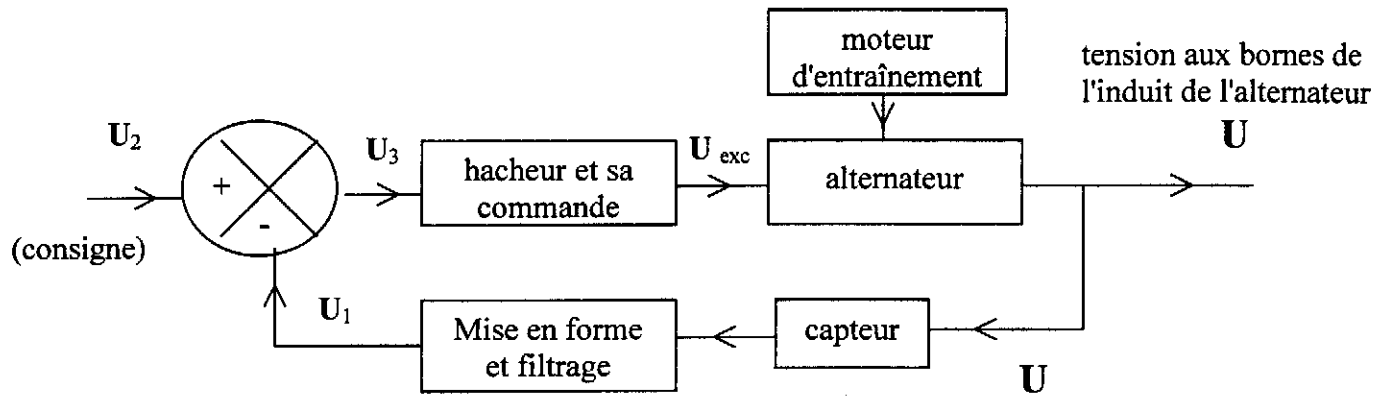 moteur
d'entraînement
tension aux bornes de
l'induit de l'alternateur
U
U2
U3
hacheur et sa
commande
U exc
alternateur
+
-
(consigne)
U1
Mise en forme
et filtrage
capteur
U